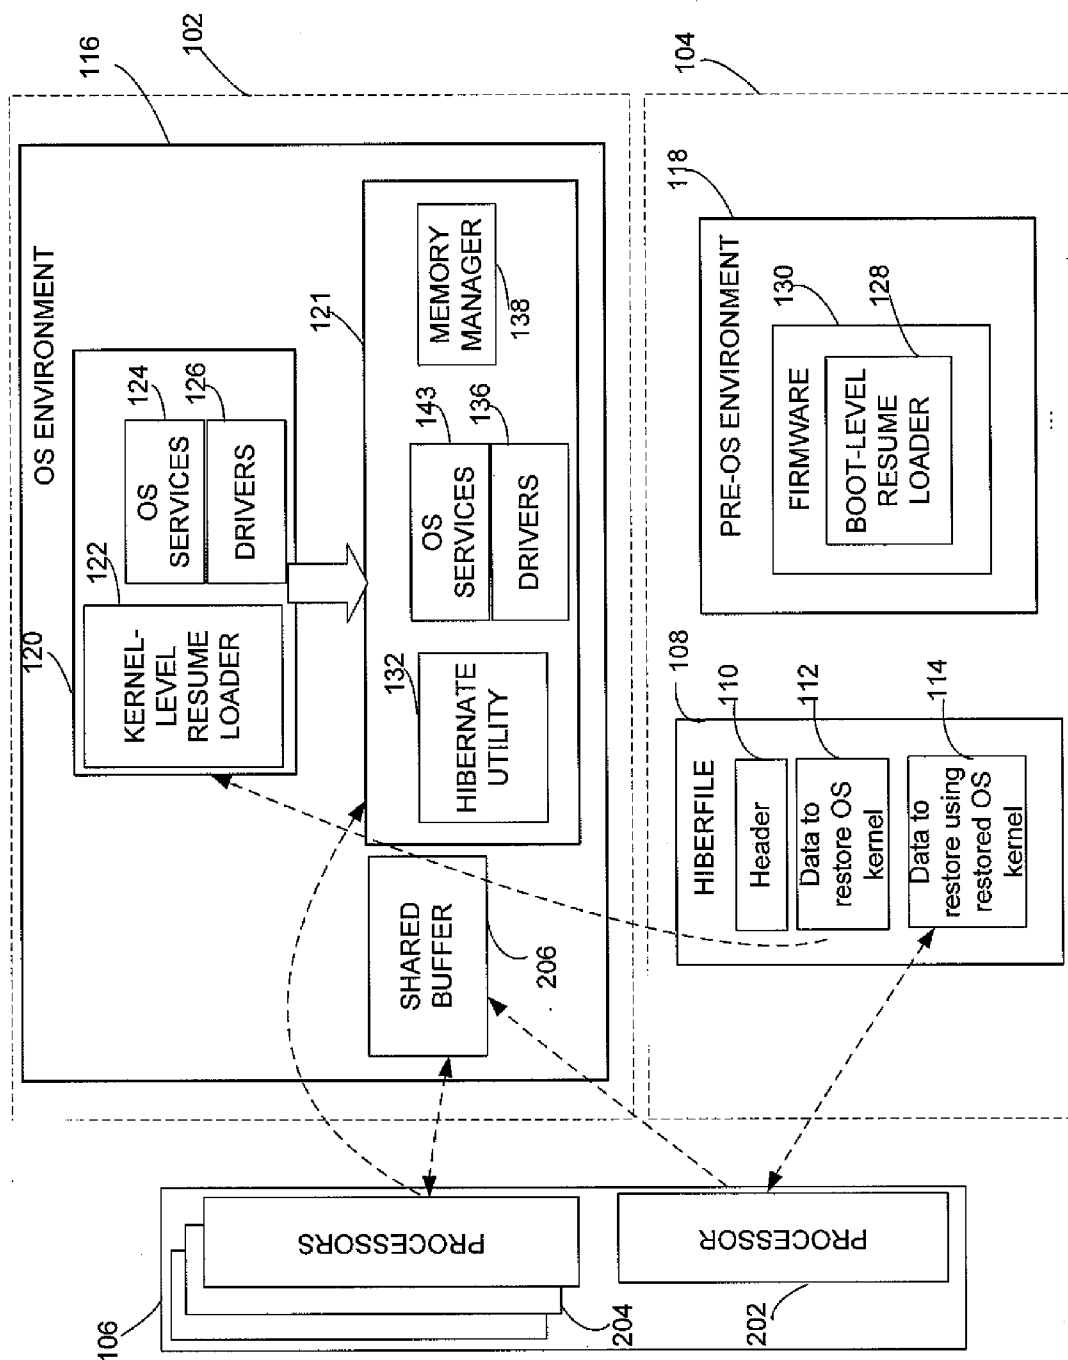 106
PROCESSORS
204
PROCESSOR
202
102
116
OS ENVIRONMENT
120
122
KERNEL-
LEVEL
RESUME
LOADER
124
OS
SERVICES
126
DRIVERS
121
132
HIBERNATE
UTILITY
143
OS
SERVICES
136
DRIVERS
MEMORY
MANAGER
138
SHARED
BUFFER
206
104
108
HIBERFILE
110
Header
112
Data to
restore OS
kernel
114
Data to
restore using
restored OS
kernel
118
PRE-OS ENVIRONMENT
130
FIRMWARE
128
BOOT-LEVEL
RESUME
LOADER
...